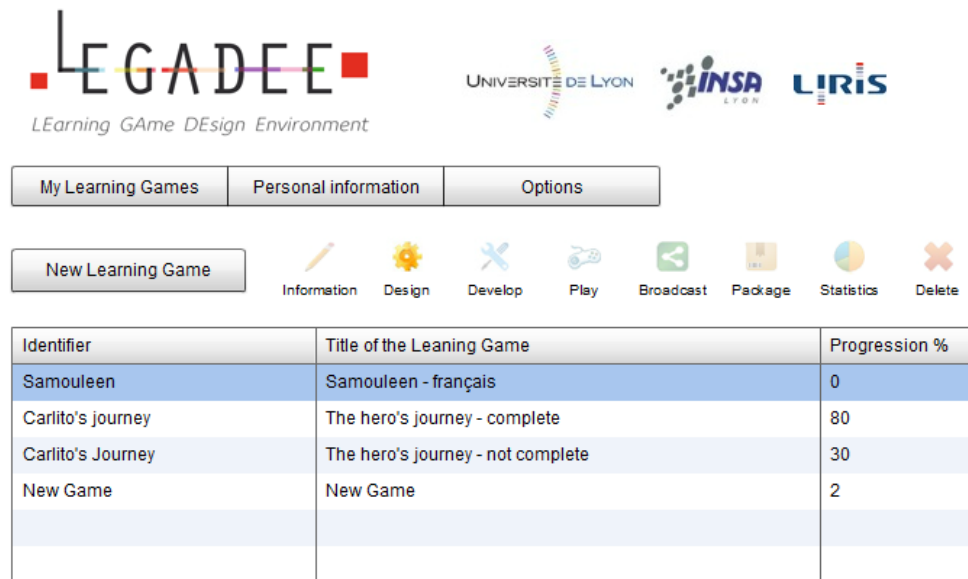 LEGADEE
LEarning GAme DEsign Environment
UNIVERSITÉ DE LYON
INSA
LYON
LIRIS
My Learning Games Personal information Options
New Learning Game Information Design Develop Play Broadcast Package Statistics Delete
Identifier Title of the Leaning Game Progression %
Samouleen Samouleen - français 0
Carlito's journey The hero's journey - complete 80
Carlito's Journey The hero's journey - not complete 30
New Game New Game 2